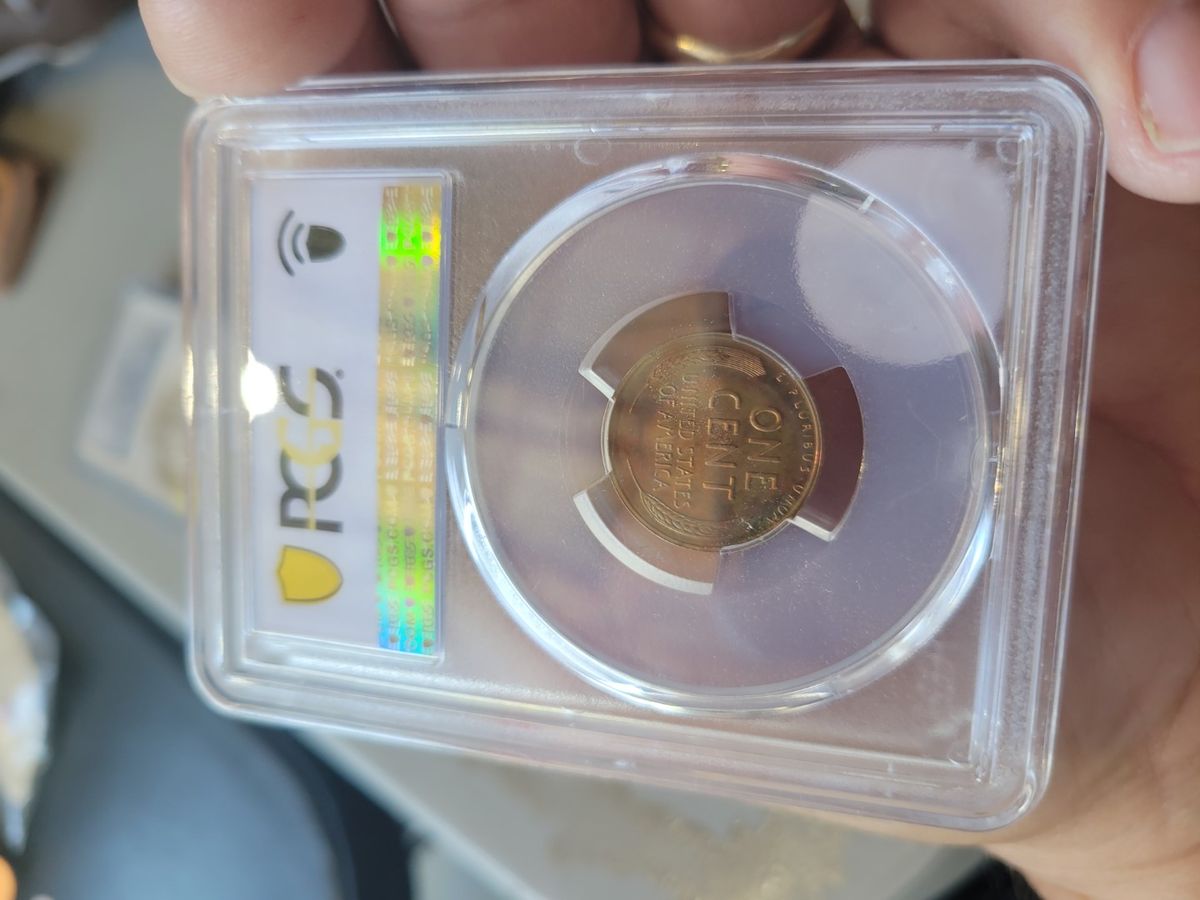 PCGS
E·PLURIBUS·UNUM
ONE
CENT
UNITED STATES
OF AMERICA